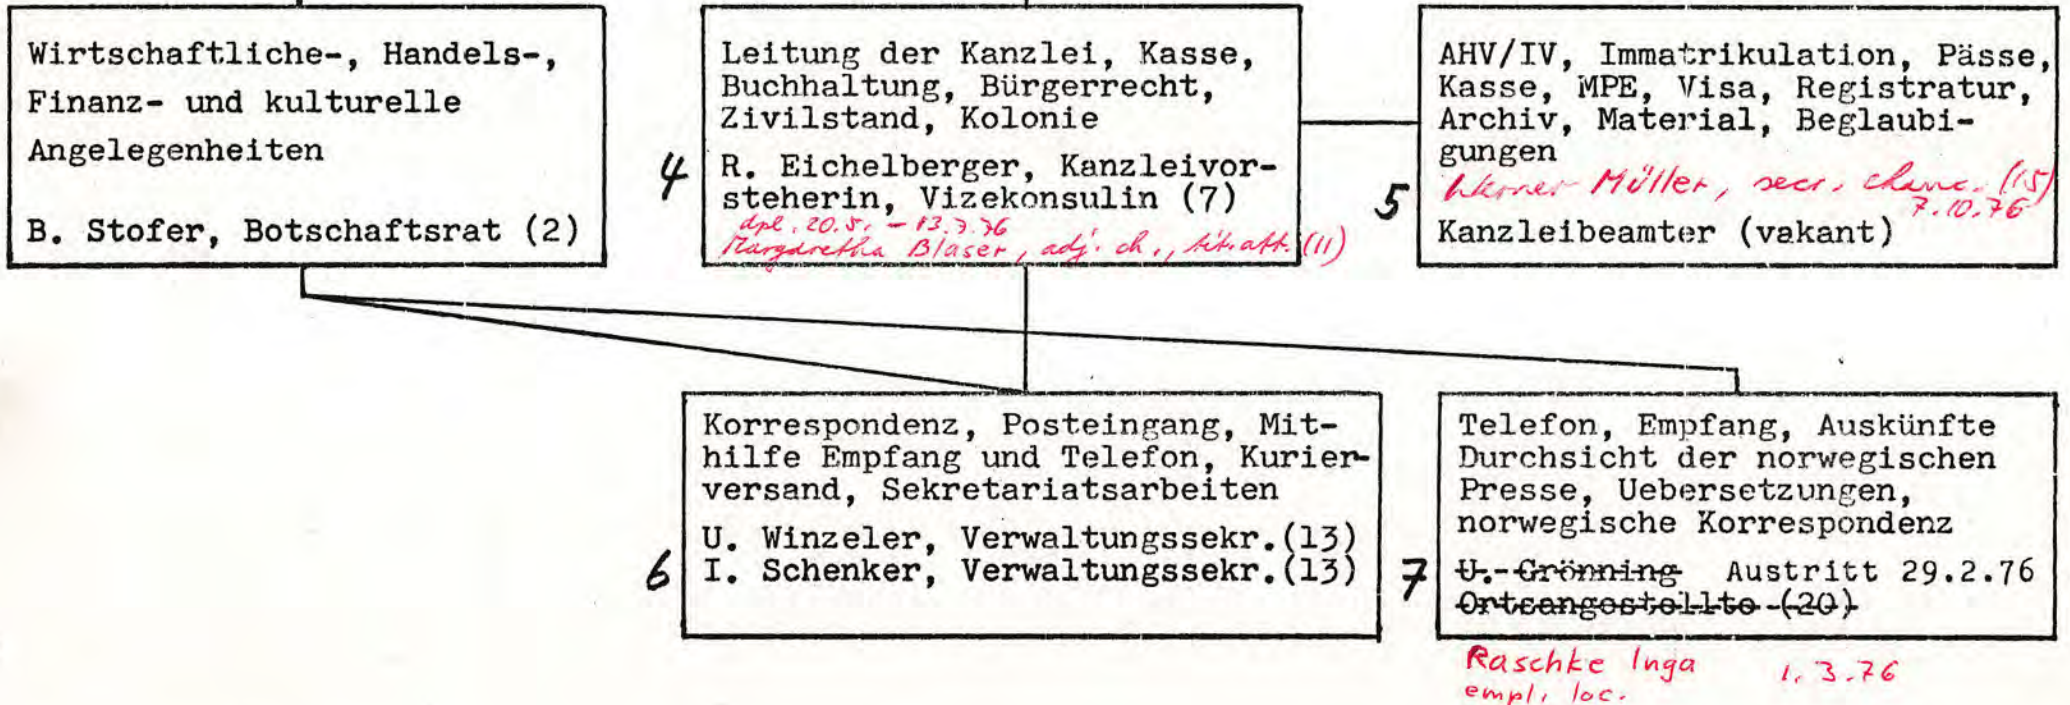 Wirtschaftliche-, Handels-,
Finanz- und kulturelle
Angelegenheiten
B. Stofer, Botschaftsrat (2)
4
Leitung der Kanzlei, Kasse,
Buchhaltung, Bürgerrecht,
Zivilstand, Kolonie
R. Eichelberger, Kanzleivor-
steherin, Vizekonsulin (7)
dpl. 20.5. - 13.7.76
Margaretha Blaser, adj. ch., tit. att. (11)
5
AHV/IV, Immatrikulation, Pässe,
Kasse, MPE, Visa, Registratur,
Archiv, Material, Beglaubi-
gungen
Werner Müller, secr. chanc. (15)
7.10.76
Kanzleibeamter (vakant)
6
Korrespondenz, Posteingang, Mit-
hilfe Empfang und Telefon, Kurier-
versand, Sekretariatsarbeiten
U. Winzeler, Verwaltungssekr.(13)
I. Schenker, Verwaltungssekr.(13)
7
Telefon, Empfang, Auskünfte
Durchsicht der norwegischen
Presse, Uebersetzungen,
norwegische Korrespondenz
U. Grönning Austritt 29.2.76
Ortsangestellte (20)
Raschke Inga 1.3.76
empl. loc.